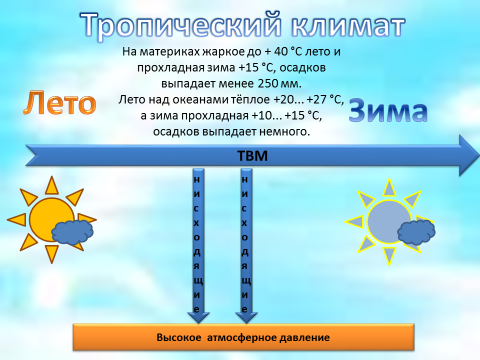 Тропический климат
На материках жаркое до + 40 °C лето и
прохладная зима +15 °C, осадков
выпадает менее 250 мм.
Лето над океанами тёплое +20… +27 °C,
а зима прохладная +10… +15 °C,
осадков выпадает немного.
Лето
Зима
ТВМ
нисходящие
нисходящие
Высокое атмосферное давление